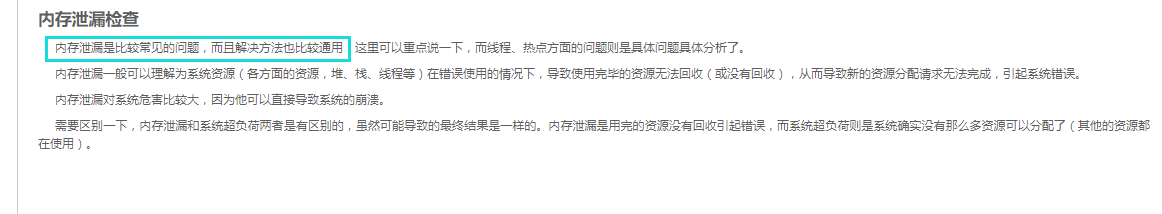 内存泄漏检查
内存泄漏是比较常见的问题，而且解决方法也比较通用，这里可以重点说一下，而线程、热点方面的问题则是具体问题具体分析了。
内存泄漏一般可以理解为系统资源（各方面的资源，堆、栈、线程等）在错误使用的情况下，导致使用完毕的资源无法回收（或没有回收），从而导致新的资源分配请求无法完成，引起系统错误。
内存泄漏对系统危害比较大，因为他可以直接导致系统的崩溃。
需要区别一下，内存泄漏和系统超负荷两者是有区别的，虽然可能导致的最终结果是一样的。内存泄漏是用完的资源没有回收引起错误，而系统超负荷则是系统确实没有那么多资源可以分配了（其他的资源都
在使用）。